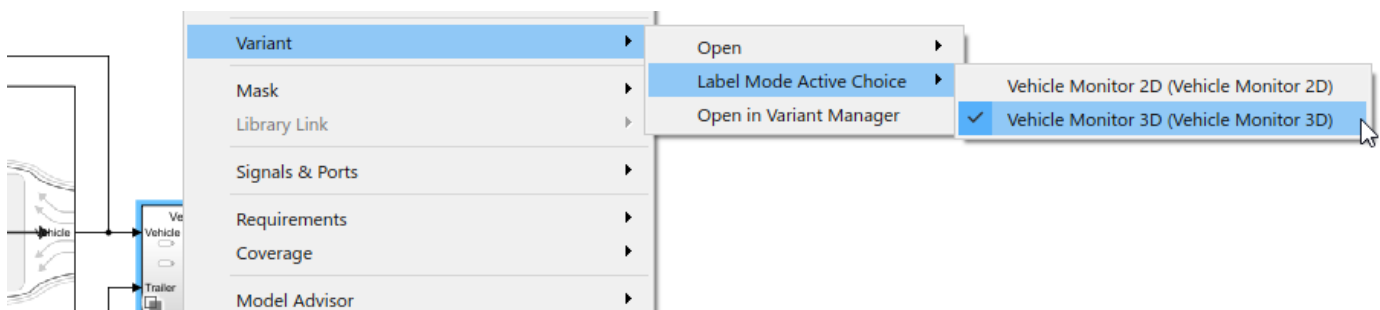 Variant
Open
Label Mode Active Choice
Vehicle Monitor 2D (Vehicle Monitor 2D)
Mask
Open in Variant Manager
Vehicle Monitor 3D (Vehicle Monitor 3D)
Library Link
Signals & Ports
Requirements
Coverage
Model Advisor
Ve
Vehicle
Vehicle
Trailer